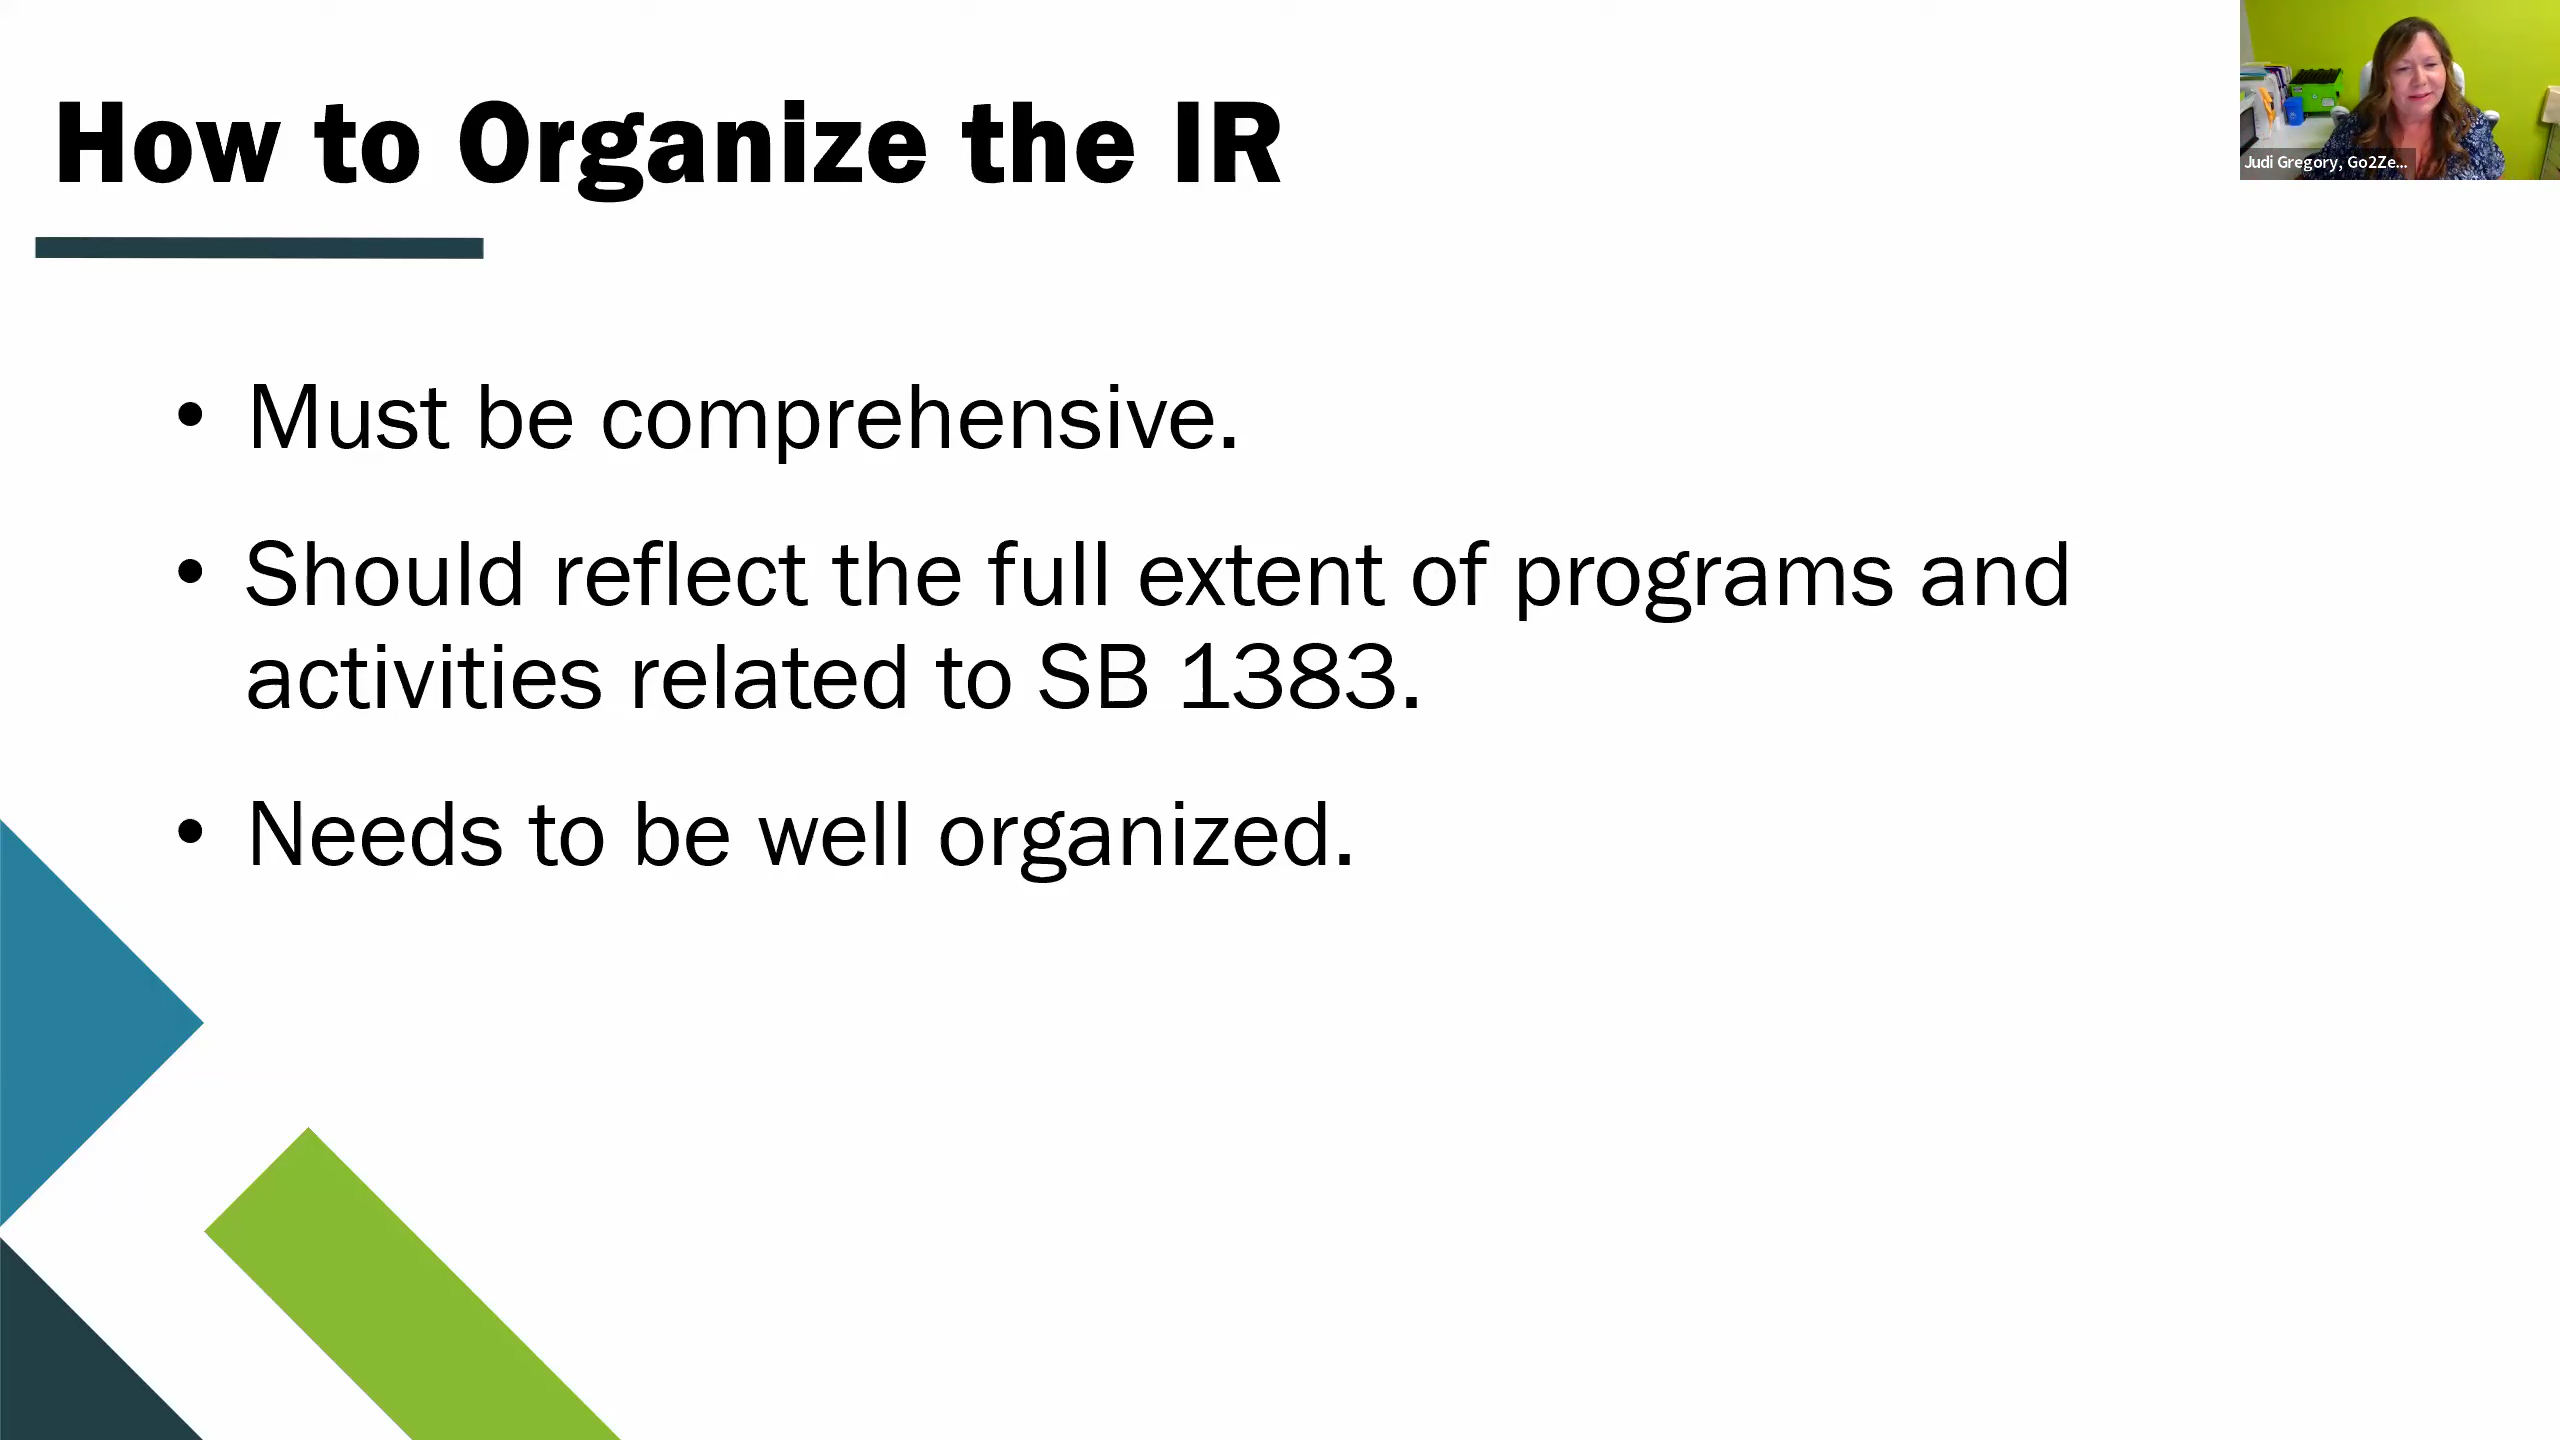 How to Organize the IR
Judi Gregory, Go2Ze...
• Must be comprehensive.
• Should reflect the full extent of programs and
activities related to SB 1383.
• Needs to be well organized.